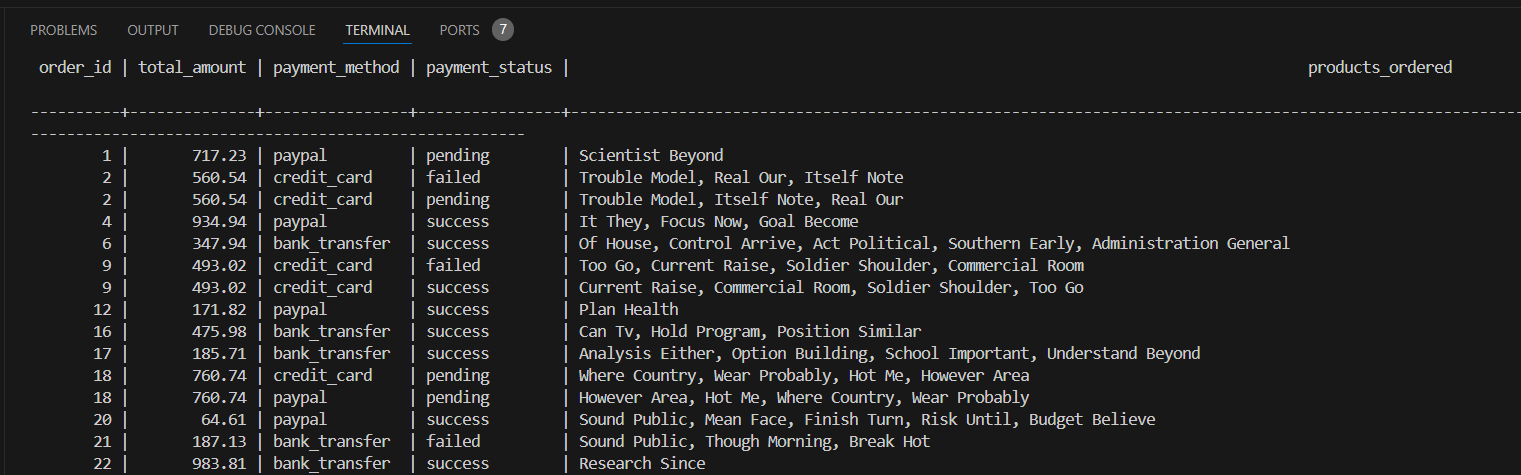 PROBLEMS OUTPUT DEBUG CONSOLE TERMINAL PORTS 7
order_id | total_amount | payment_method | payment_status | products_ordered
----------+--------------+----------------+----------------+----------------------------------------------------------------------------------------------------------
-------------------------------------------------------
1 | 717.23 | paypal | pending | Scientist Beyond
2 | 560.54 | credit_card | failed | Trouble Model, Real Our, Itself Note
2 | 560.54 | credit_card | pending | Trouble Model, Itself Note, Real Our
4 | 934.94 | paypal | success | It They, Focus Now, Goal Become
6 | 347.94 | bank_transfer | success | Of House, Control Arrive, Act Political, Southern Early, Administration General
9 | 493.02 | credit_card | failed | Too Go, Current Raise, Soldier Shoulder, Commercial Room
9 | 493.02 | credit_card | success | Current Raise, Commercial Room, Soldier Shoulder, Too Go
12 | 171.82 | paypal | success | Plan Health
16 | 475.98 | bank_transfer | success | Can Tv, Hold Program, Position Similar
17 | 185.71 | bank_transfer | success | Analysis Either, Option Building, School Important, Understand Beyond
18 | 760.74 | credit_card | pending | Where Country, Wear Probably, Hot Me, However Area
18 | 760.74 | paypal | pending | However Area, Hot Me, Where Country, Wear Probably
20 | 64.61 | paypal | success | Sound Public, Mean Face, Finish Turn, Risk Until, Budget Believe
21 | 187.13 | bank_transfer | failed | Sound Public, Though Morning, Break Hot
22 | 983.81 | bank_transfer | success | Research Since